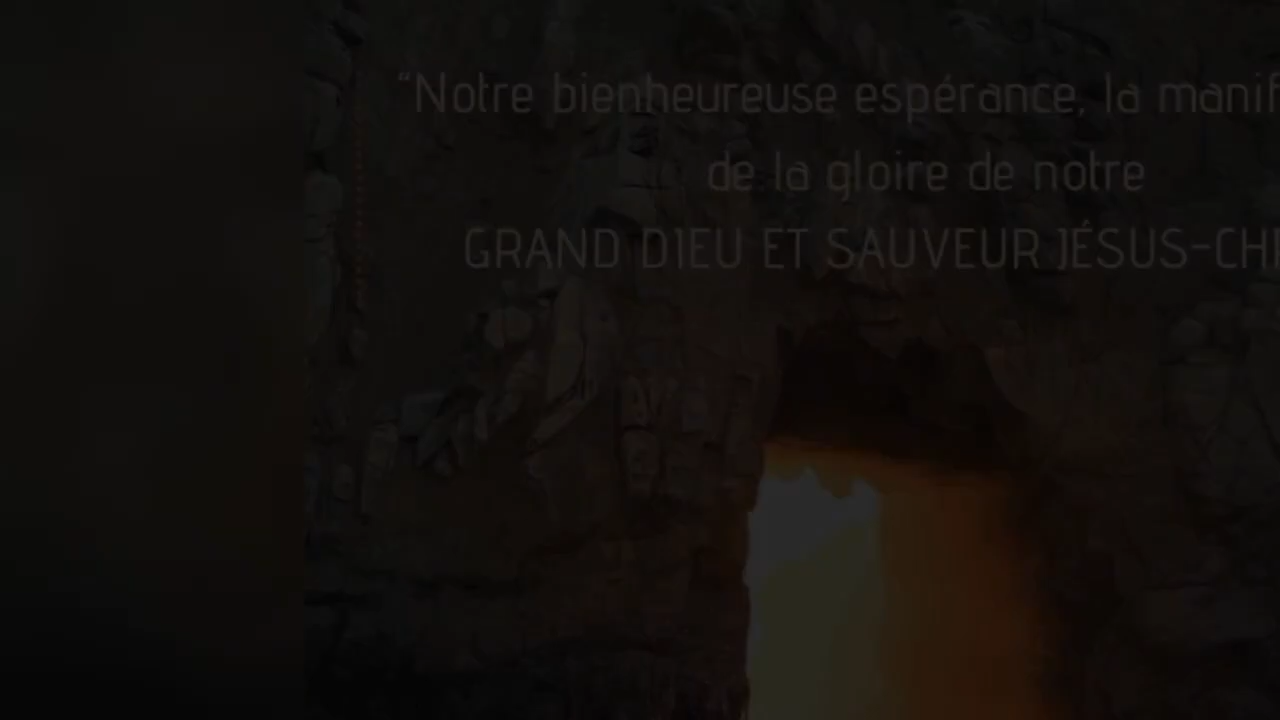 “Notre bienheureuse espérance, la manif
de la gloire de notre
GRAND DIEU ET SAUVEUR JÉSUS-CH